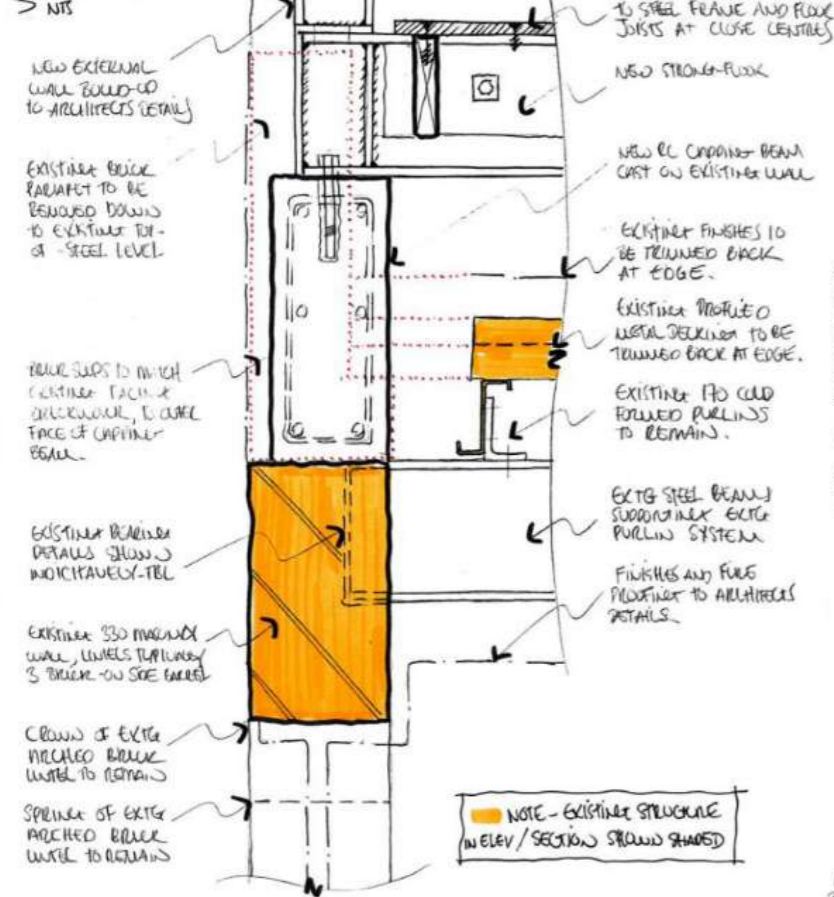 NTS
NEW EXTERNAL
WALL BUILD-UP
TO ARCHITECTS DETAILS
EXISTING BRICK
PARAPET TO BE
REMOVED DOWN
TO EXISTING TOP-
OF-STEEL LEVEL
BRICK SLIPS TO MATCH
EXISTING FACING
BRICKWORK, TO OUTER
FACE OF CAPPING
BEAM.
EXISTING BEARING
DETAILS SHOWN
INDICATIVELY-TBC
EXISTING 330 MASONRY
WALL, LINTELS TYPICALLY
3 BRICK-ON SIDE BARREL
CROWN OF EXTG
ARCHED BRICK
LINTEL TO REMAIN
SPRING OF EXTG
ARCHED BRICK
LINTEL TO REMAIN
TO STEEL FRAME AND FLOOR
JOISTS AT CLOSE CENTRES
NEW STRONG-FLOOR
NEW RC CAPPING BEAM
CAST ON EXISTING WALL
EXISTING FINISHES TO
BE TRIMMED BACK
AT EDGE.
EXISTING PROFILED
METAL DECKING TO BE
TRIMMED BACK AT EDGE.
EXISTING 170 COLD
FORMED PURLINS
TO REMAIN.
EXTG STEEL BEAMS
SUPPORTING EXTG
PURLIN SYSTEM
FINISHES AND FIRE
PROOFING TO ARCHITECTS
DETAILS
NOTE - EXISTING STRUCTURE
IN ELEV/SECTION SHOWN SHADED